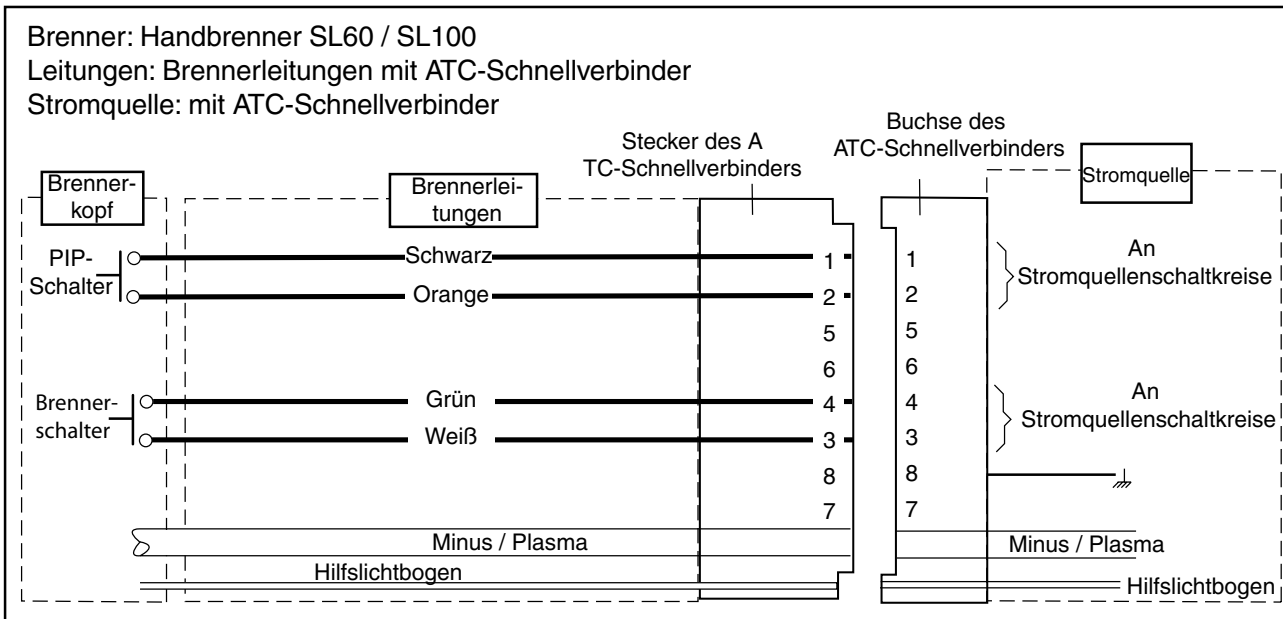 Brenner: Handbrenner SL60 / SL100
Leitungen: Brennerleitungen mit ATC-Schnellverbinder
Stromquelle: mit ATC-Schnellverbinder
Stecker des A
TC-Schnellverbinders
Buchse des
ATC-Schnellverbinders
Brenner-
kopf
Brennerlei-
tungen
Stromquelle
PIP-
Schalter
Schwarz
Orange
1
2
5
6
4
3
8
7
1
2
5
6
4
3
8
7
An
Stromquellenschaltkreise
Brenner-
schalter
Grün
Weiß
An
Stromquellenschaltkreise
Minus / Plasma
Hilfslichtbogen
Minus / Plasma
Hilfslichtbogen